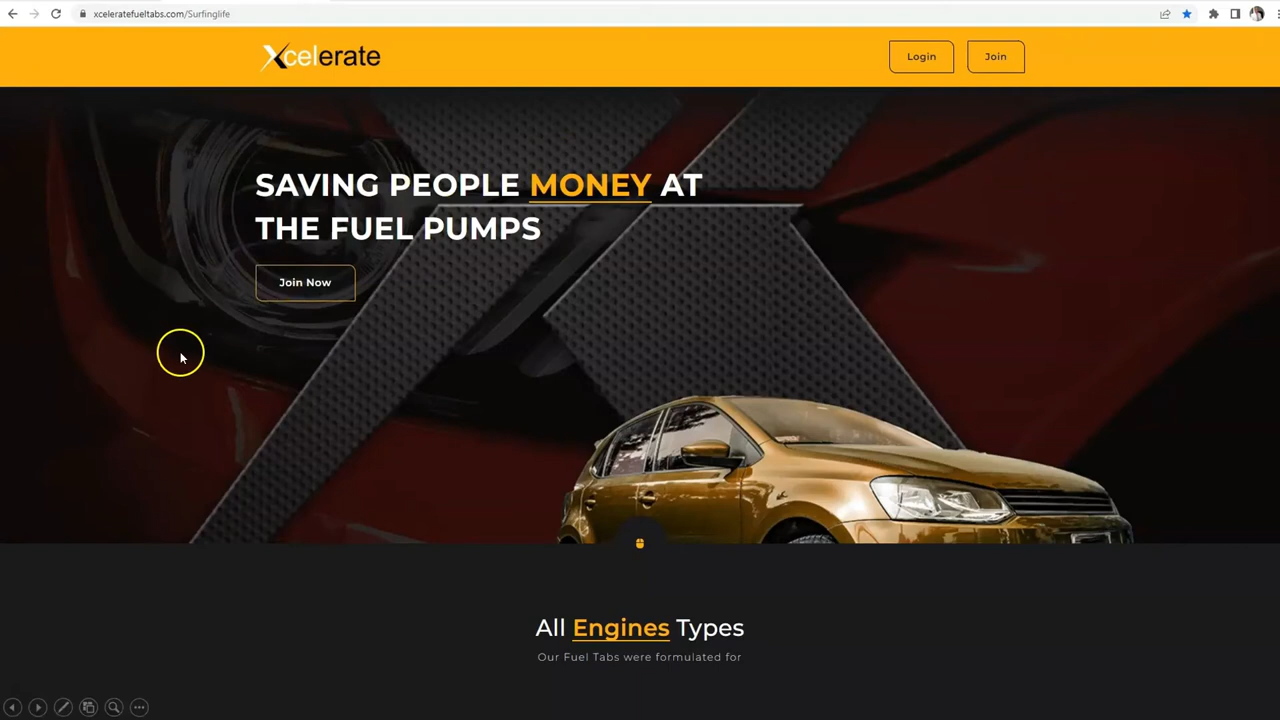 xceleratefueltabs.com/Surfinglife
Xcelerate
Login
Join
SAVING PEOPLE MONEY AT
THE FUEL PUMPS
Join Now
All Engines Types
Our Fuel Tabs were formulated for